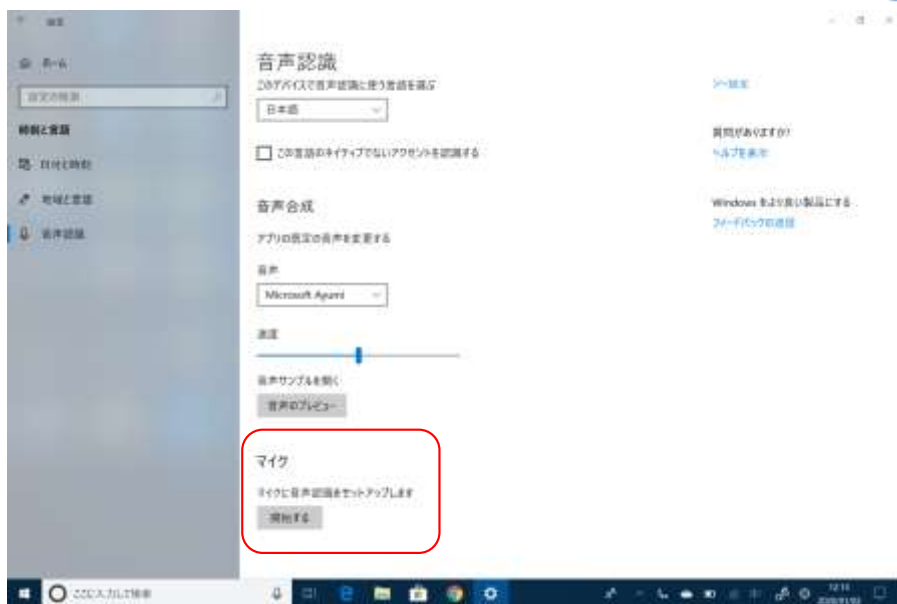 設定
ホーム
設定の検索
時刻と言語
日付と時刻
地域と言語
音声認識
音声認識
このデバイスで音声認識に使う言語を選ぶ
日本語
この言語のネイティブでないアクセントを認識する
音声合成
アプリの既定の音声を変更する
音声
Microsoft Ayumi
速度
音声サンプルを聞く
音声のプレビュー
マイク
マイクに音声認識をセットアップします
開始する
質問がありますか?
ヘルプを表示
Windows をより良い製品にする
フィードバックの送信
ここに入力して検索